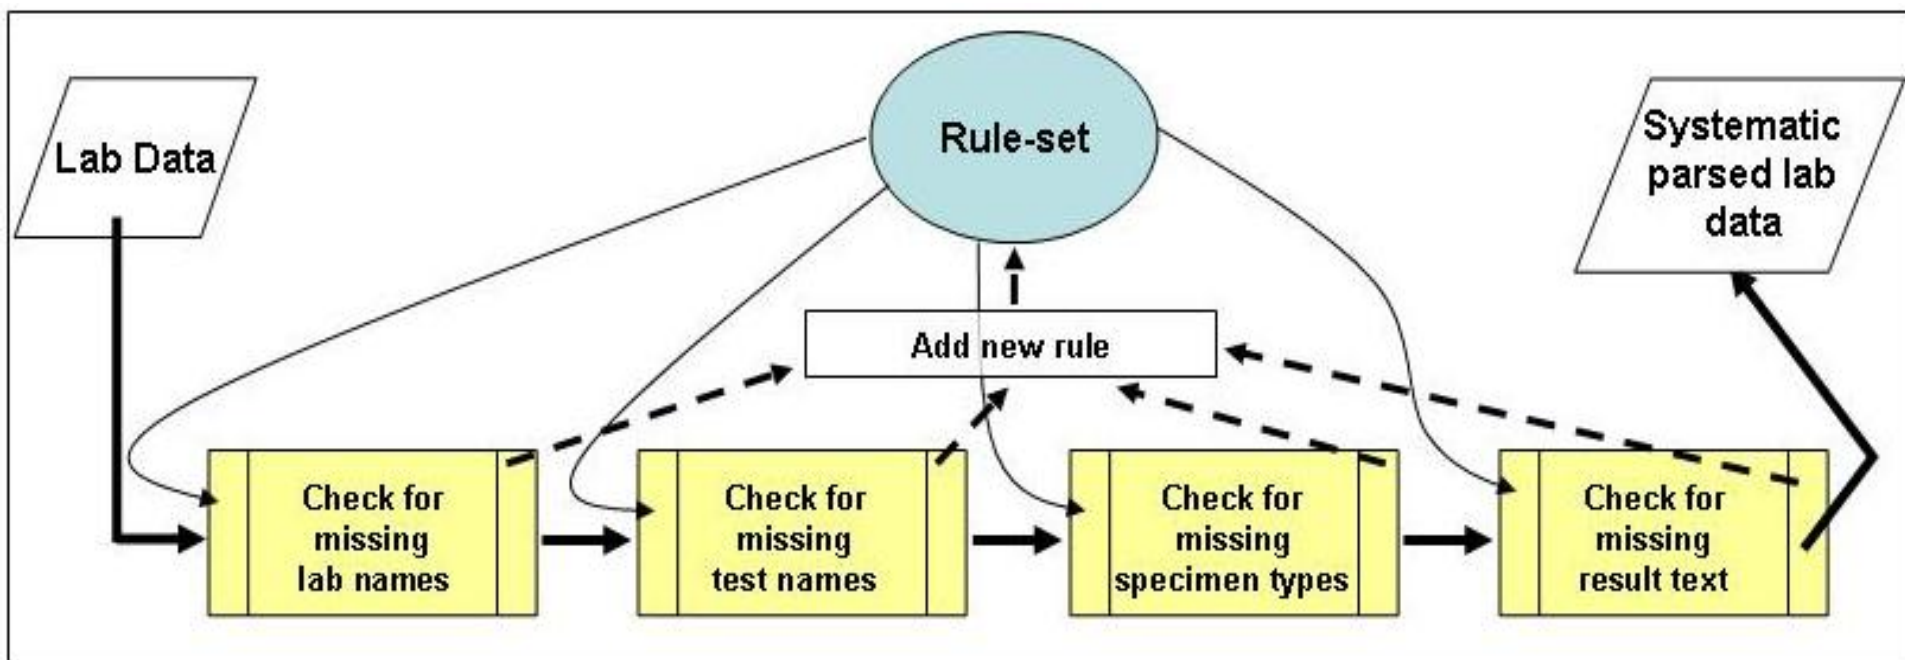 Lab Data
Rule-set
Systematic
parsed lab
data
Add new rule
Check for
missing
lab names
Check for
missing
test names
Check for
missing
specimen types
Check for
missing
result text